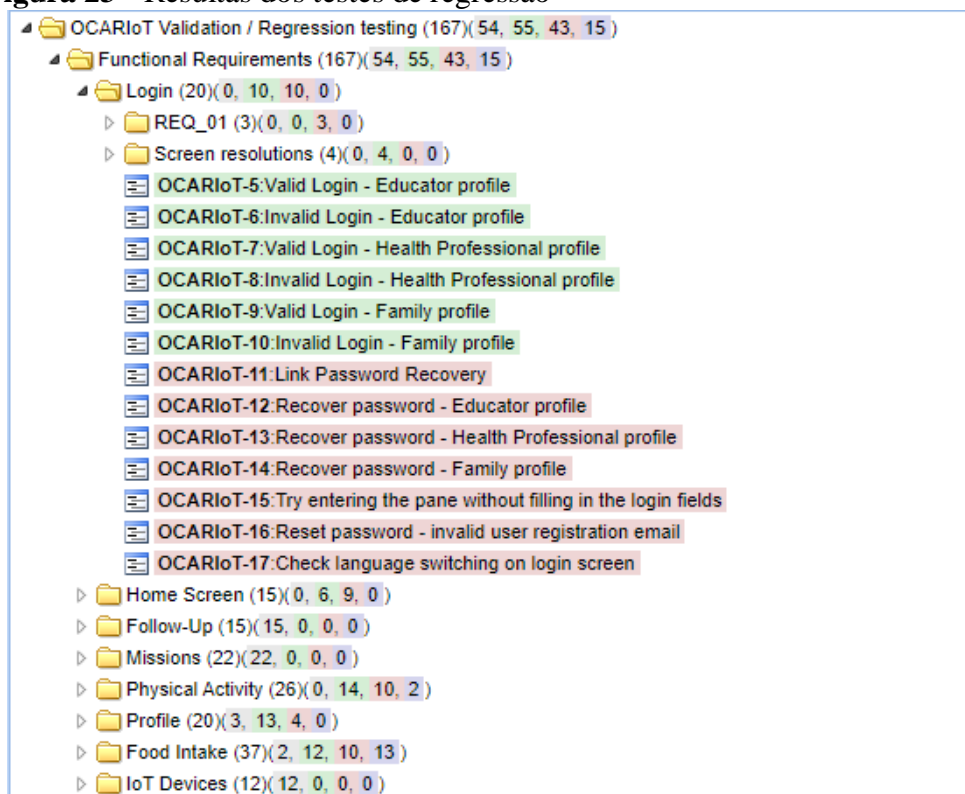 Figura 25 - Resultas dos testes de regressão
OCARIoT Validation / Regression testing (167)(54, 55, 43, 15)
Functional Requirements (167)(54, 55, 43, 15)
Login (20)(0, 10, 10, 0)
REQ_01 (3)(0, 0, 3, 0)
Screen resolutions (4)(0, 4, 0, 0)
OCARIoT-5:Valid Login - Educator profile
OCARIoT-6:Invalid Login - Educator profile
OCARIoT-7:Valid Login - Health Professional profile
OCARIoT-8:Invalid Login - Health Professional profile
OCARIoT-9:Valid Login - Family profile
OCARIoT-10:Invalid Login - Family profile
OCARIoT-11:Link Password Recovery
OCARIoT-12:Recover password - Educator profile
OCARIoT-13:Recover password - Health Professional profile
OCARIoT-14:Recover password - Family profile
OCARIoT-15:Try entering the pane without filling in the login fields
OCARIoT-16:Reset password - invalid user registration email
OCARIoT-17:Check language switching on login screen
Home Screen (15)(0, 6, 9, 0)
Follow-Up (15)(15, 0, 0, 0)
Missions (22)(22, 0, 0, 0)
Physical Activity (26)(0, 14, 10, 2)
Profile (20)(3, 13, 4, 0)
Food Intake (37)(2, 12, 10, 13)
IoT Devices (12)(12, 0, 0, 0)